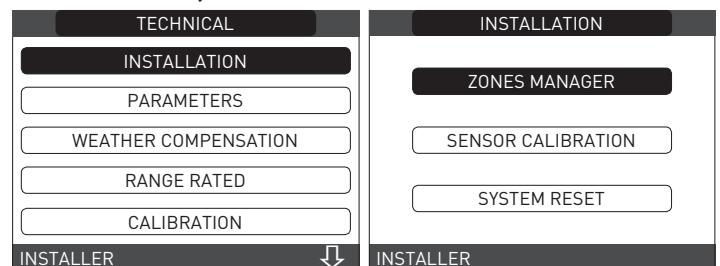 TECHNICAL
INSTALLATION
PARAMETERS
WEATHER COMPENSATION
RANGE RATED
CALIBRATION
INSTALLER
INSTALLATION
ZONES MANAGER
SENSOR CALIBRATION
SYSTEM RESET
INSTALLER